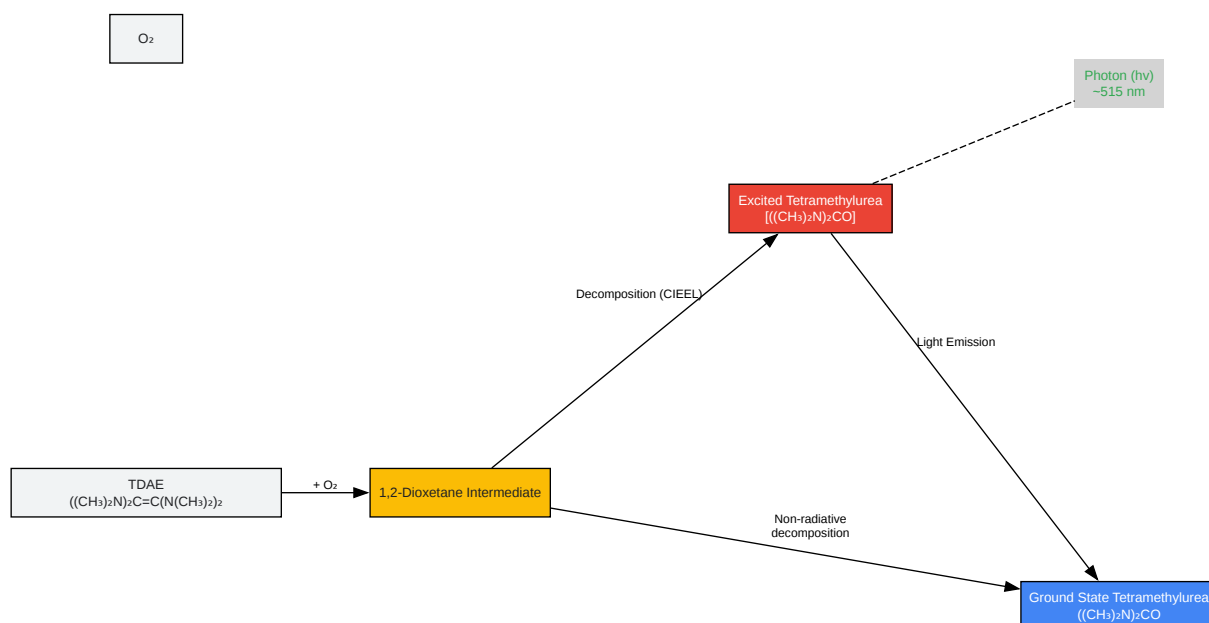 O₂
Photon (hv)
~515 nm
Excited Tetramethylurea
[((CH₃)₂N)₂CO]
Decomposition (CIEEL)
Light Emission
TDAE
((CH₃)₂N)₂C=C(N(CH₃)₂)₂
+ O₂
1,2-Dioxetane Intermediate
Non-radiative
decomposition
Ground State Tetramethylurea
((CH₃)₂N)₂CO